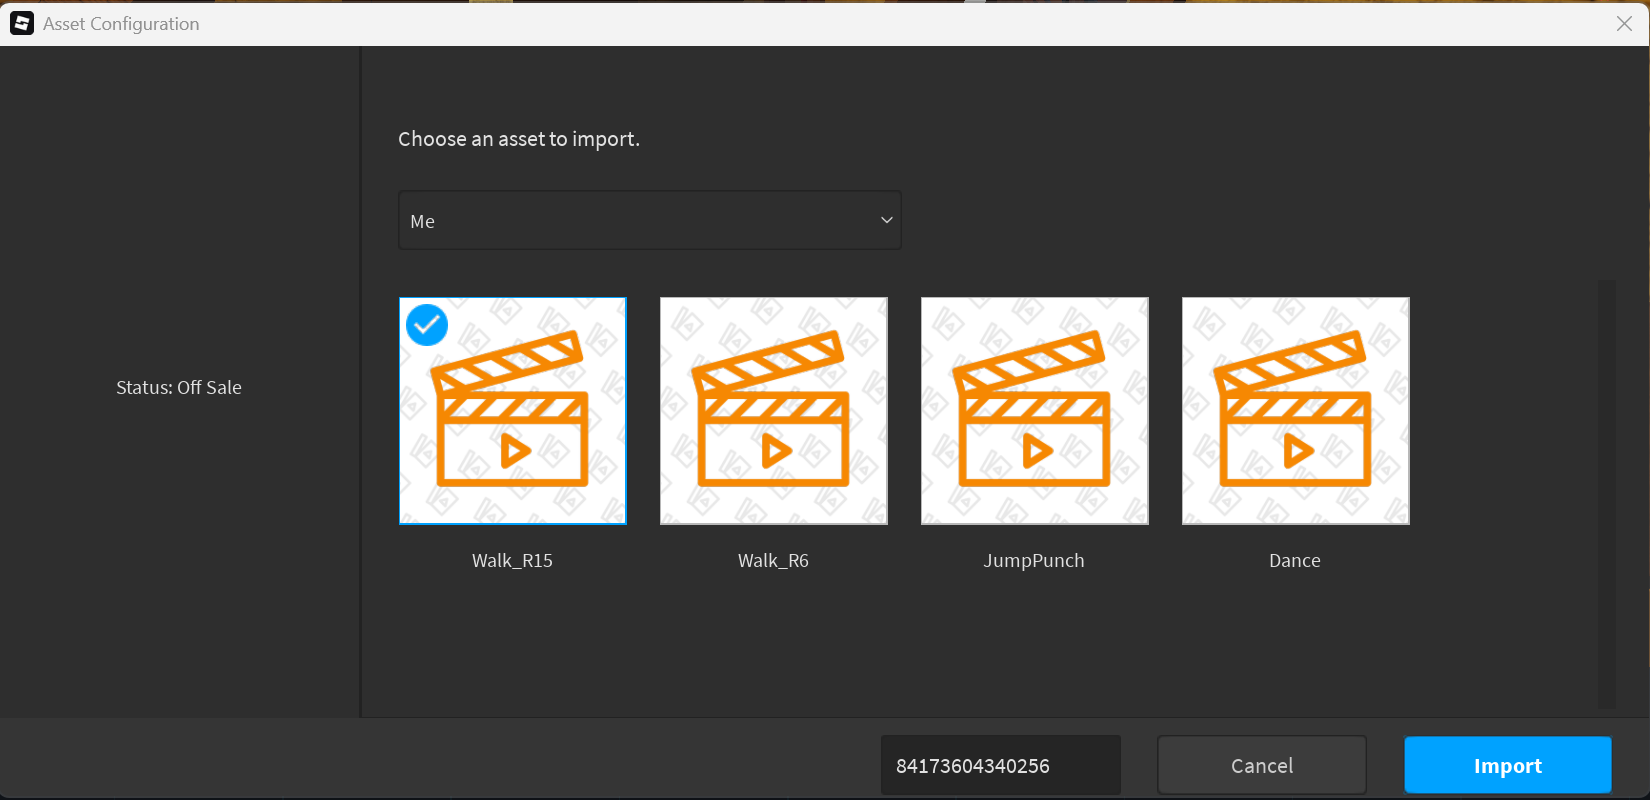 Asset Configuration
Choose an asset to import.
Me
Status: Off Sale
Walk_R15
Walk_R6
JumpPunch
Dance
84173604340256
Cancel
Import